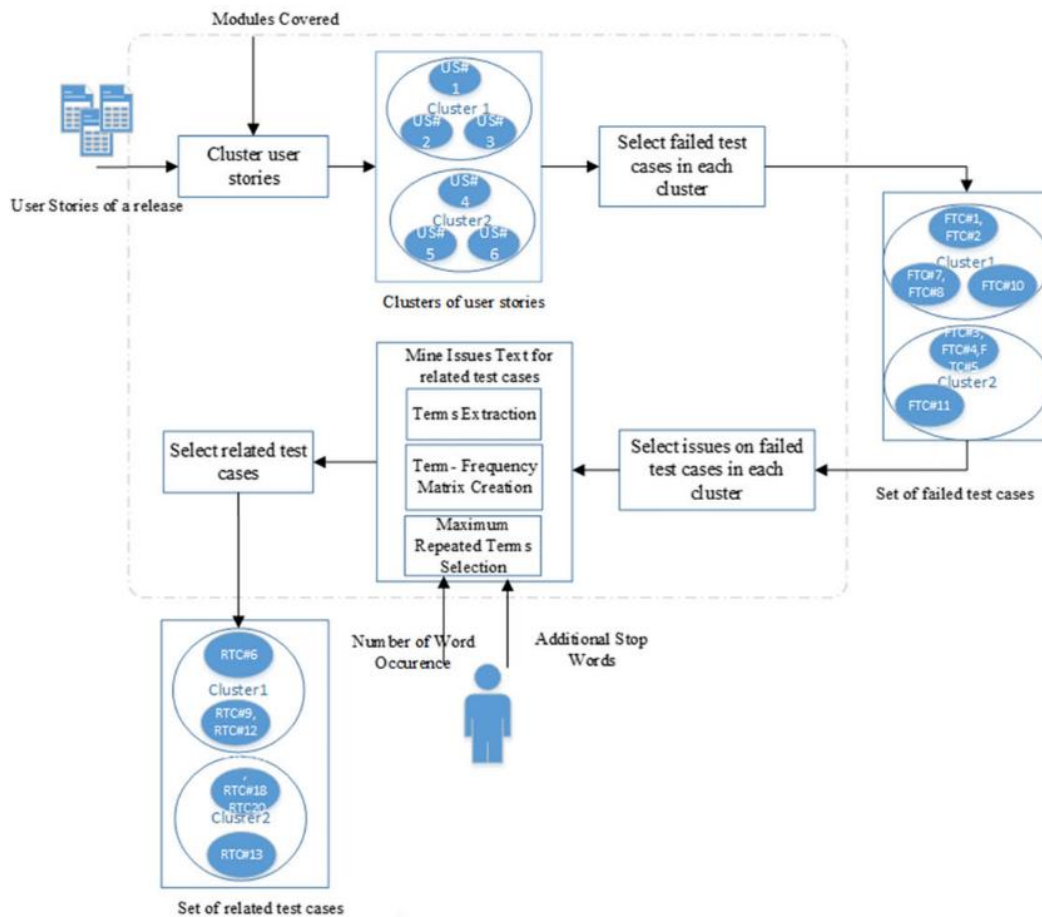 Modules Covered
User Stories of a release
Cluster user
stories
US#
1
Cluster 1
US#
2
US#
3
US#
4
Cluster2
US#
5
US#
6
Clusters of user stories
Select failed test
cases in each
cluster
FTC#1,
FTC#2
Cluster1
FTC#7,
FTC#8
FTC#10
FTC#3,
FTC#4,F
TC#5
Cluster2
FTC#11
Set of failed test cases
Select issues on failed
test cases in each
cluster
Mine Issues Text for
related test cases
Terms Extraction
Term - Frequency
Matrix Creation
Maximum
Repeated Terms
Selection
Number of Word
Occurence
Additional Stop
Words
Select related test
cases
RTC#6
Cluster1
RTC#9,
RTC#12
,
RTC#18
RTC20
Cluster2
RTC#13
Set of related test cases